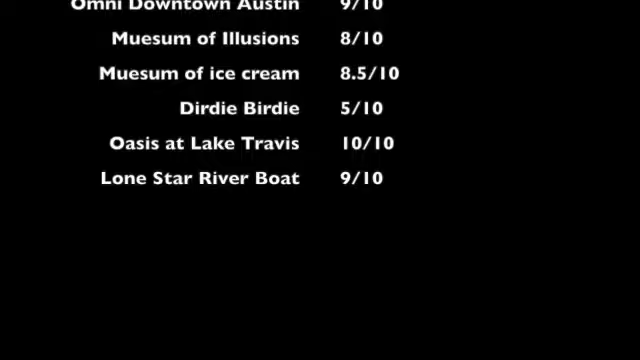 Omni Downtown Austin 9/10
Muesum of Illusions 8/10
Muesum of ice cream 8.5/10
Dirdie Birdie 5/10
Oasis at Lake Travis 10/10
Lone Star River Boat 9/10